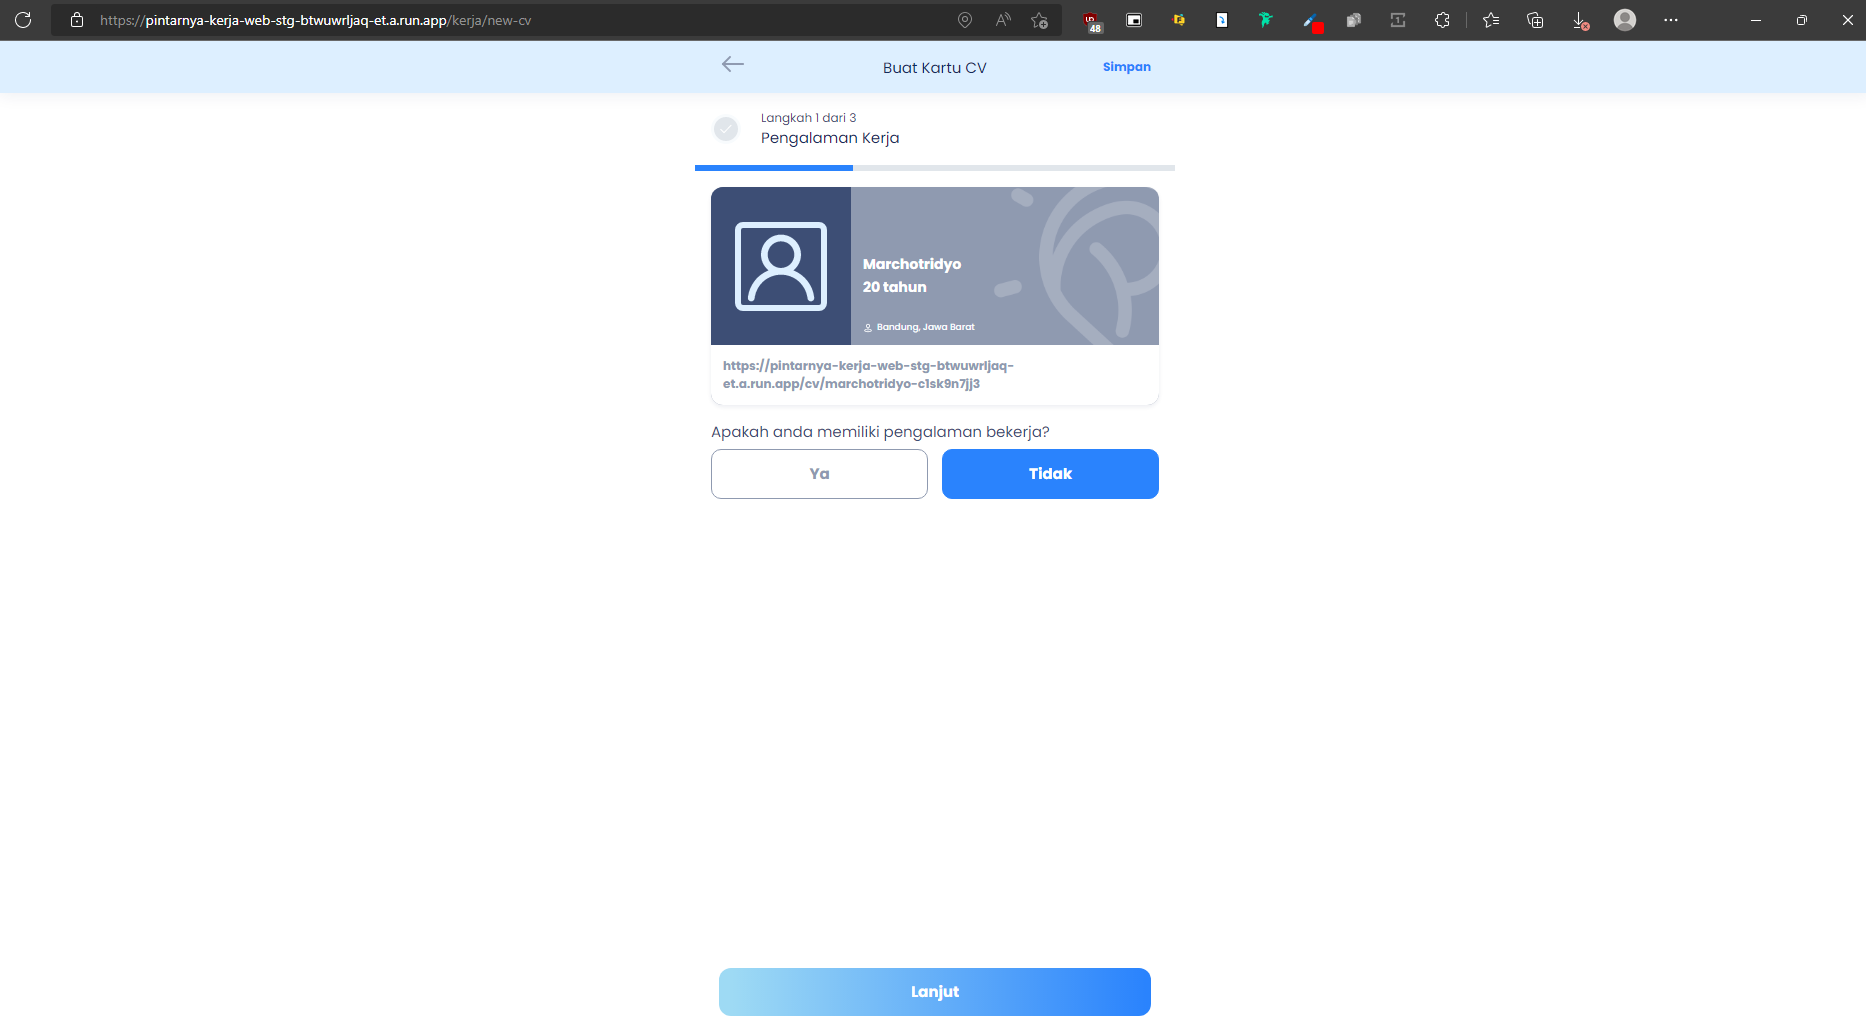 https://pintarnya-kerja-web-stg-btwuwrljaq-et.a.run.app/kerja/new-cv
48
Buat Kartu CV
Simpan
Langkah 1 dari 3
Pengalaman Kerja
Marchotridyo
20 tahun
Bandung, Jawa Barat
https://pintarnya-kerja-web-stg-btwuwrljaq-
et.a.run.app/cv/marchotridyo-c1sk9n7jj3
Apakah anda memiliki pengalaman bekerja?
Ya
Tidak
Lanjut